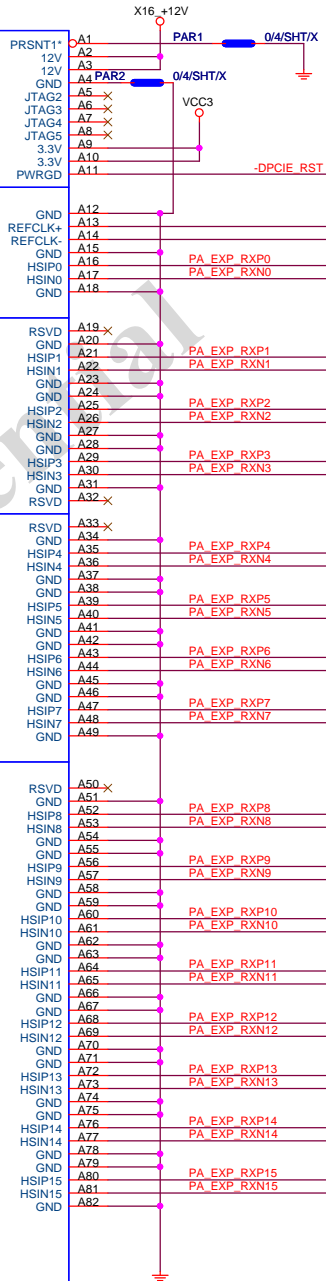 X16_+12V
PRSNT1* A1 PAR1 0/4/SHT/X
12V A2
12V A3
GND A4 PAR2 0/4/SHT/X
JTAG2 A5
JTAG3 A6 VCC3
JTAG4 A7
JTAG5 A8
3.3V A9
3.3V A10
PWRGD A11 -DPCIE_RST
GND A12
REFCLK+ A13
REFCLK- A14
GND A15
HSIP0 A16 PA_EXP_RXP0
HSIN0 A17 PA_EXP_RXN0
GND A18
RSVD A19
GND A20
HSIP1 A21 PA_EXP_RXP1
HSIN1 A22 PA_EXP_RXN1
GND A23
GND A24
HSIP2 A25 PA_EXP_RXP2
HSIN2 A26 PA_EXP_RXN2
GND A27
GND A28
HSIP3 A29 PA_EXP_RXP3
HSIN3 A30 PA_EXP_RXN3
GND A31
RSVD A32
RSVD A33
GND A34
HSIP4 A35 PA_EXP_RXP4
HSIN4 A36 PA_EXP_RXN4
GND A37
GND A38
HSIP5 A39 PA_EXP_RXP5
HSIN5 A40 PA_EXP_RXN5
GND A41
GND A42
HSIP6 A43 PA_EXP_RXP6
HSIN6 A44 PA_EXP_RXN6
GND A45
GND A46
HSIP7 A47 PA_EXP_RXP7
HSIN7 A48 PA_EXP_RXN7
GND A49
RSVD A50
GND A51
HSIP8 A52 PA_EXP_RXP8
HSIN8 A53 PA_EXP_RXN8
GND A54
GND A55
HSIP9 A56 PA_EXP_RXP9
HSIN9 A57 PA_EXP_RXN9
GND A58
GND A59
HSIP10 A60 PA_EXP_RXP10
HSIN10 A61 PA_EXP_RXN10
GND A62
GND A63
HSIP11 A64 PA_EXP_RXP11
HSIN11 A65 PA_EXP_RXN11
GND A66
GND A67
HSIP12 A68 PA_EXP_RXP12
HSIN12 A69 PA_EXP_RXN12
GND A70
GND A71
HSIP13 A72 PA_EXP_RXP13
HSIN13 A73 PA_EXP_RXN13
GND A74
GND A75
HSIP14 A76 PA_EXP_RXP14
HSIN14 A77 PA_EXP_RXN14
GND A78
GND A79
HSIP15 A80 PA_EXP_RXP15
HSIN15 A81 PA_EXP_RXN15
GND A82
ential